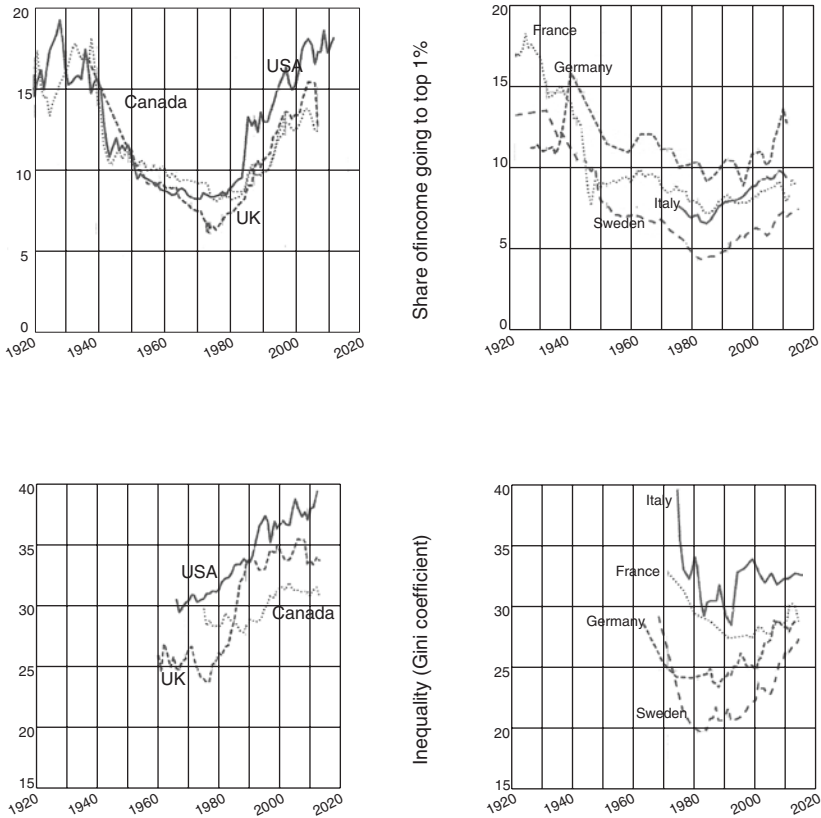 20
15
10
5
0
USA
Canada
UK
1920
1940
1960
1980
2000
2020
Share ofincome going to top 1%
20
15
10
5
0
France
Germany
Italy
Sweden
1920
1940
1960
1980
2000
2020
40
35
30
25
20
15
USA
Canada
UK
1920
1940
1960
1980
2000
2020
Inequality (Gini coefficient)
40
35
30
25
20
15
Italy
France
Germany
Sweden
1920
1940
1960
1980
2000
2020